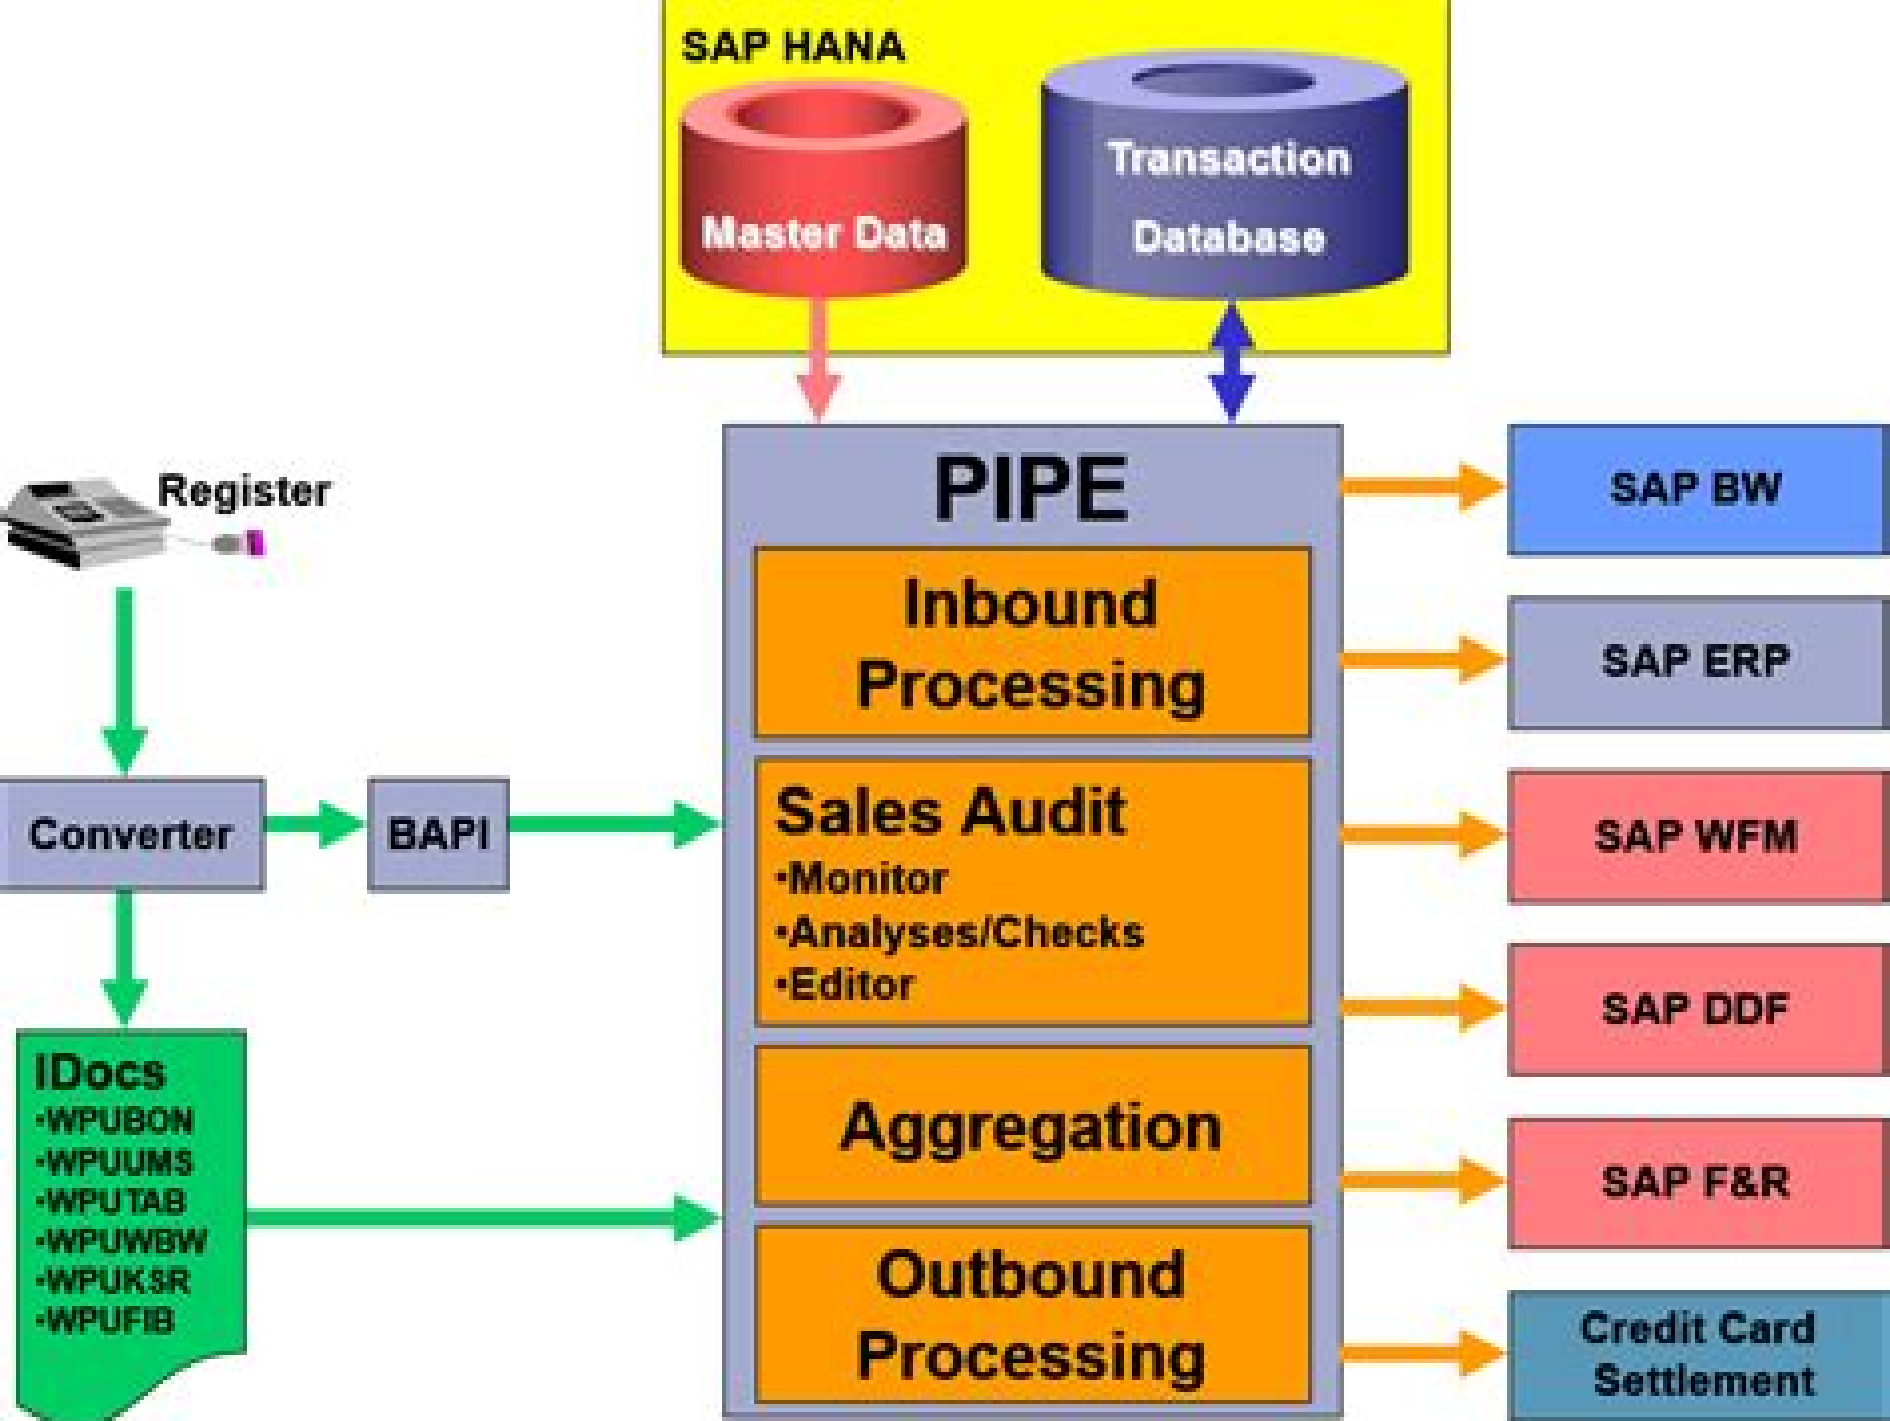 SAP HANA
Master Data
Transaction
Database
Register
Converter
BAPI
IDocs
•WPUBON
•WPUUMS
•WPUTAB
•WPUWBW
•WPUKSR
•WPUFIB
PIPE
Inbound
Processing
Sales Audit
•Monitor
•Analyses/Checks
•Editor
Aggregation
Outbound
Processing
SAP BW
SAP ERP
SAP WFM
SAP DDF
SAP F&R
Credit Card
Settlement